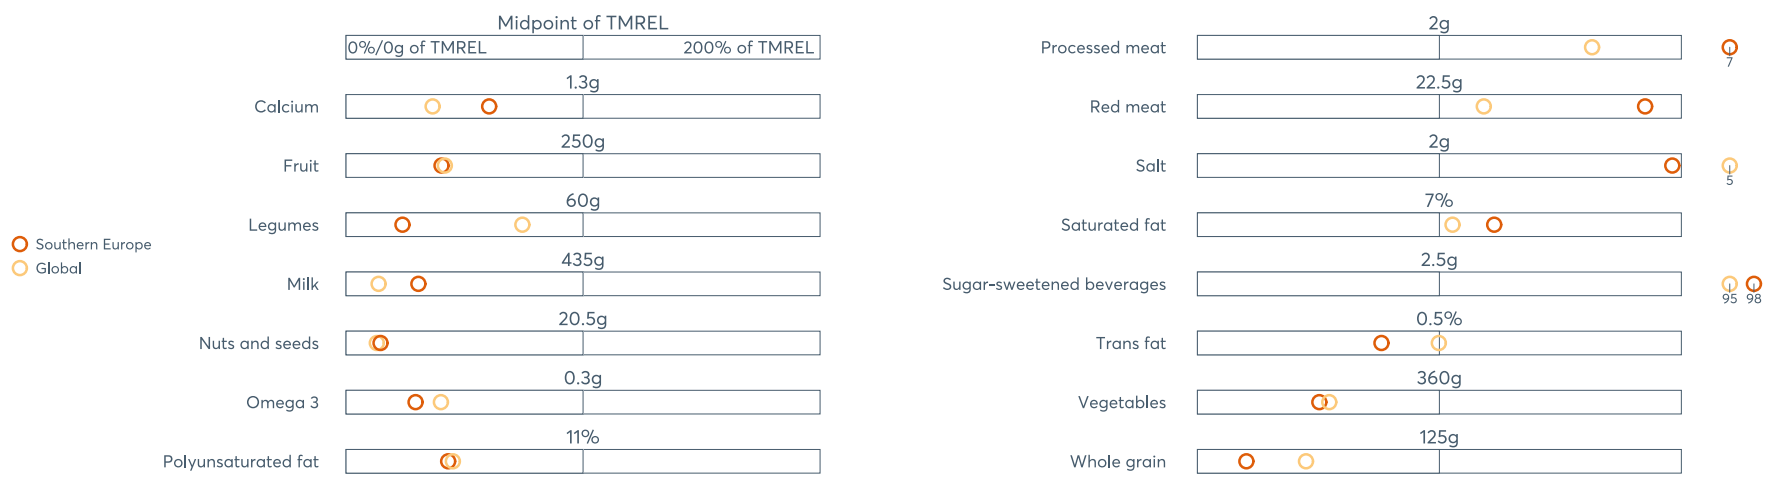 Southern Europe
Global
Midpoint of TMREL
0%/0g of TMREL 200% of TMREL
1.3g
Calcium
250g
Fruit
60g
Legumes
435g
Milk
20.5g
Nuts and seeds
0.3g
Omega 3
11%
Polyunsaturated fat
2g
Processed meat
7
22.5g
Red meat
2g
Salt
5
7%
Saturated fat
2.5g
Sugar-sweetened beverages
95 98
0.5%
Trans fat
360g
Vegetables
125g
Whole grain